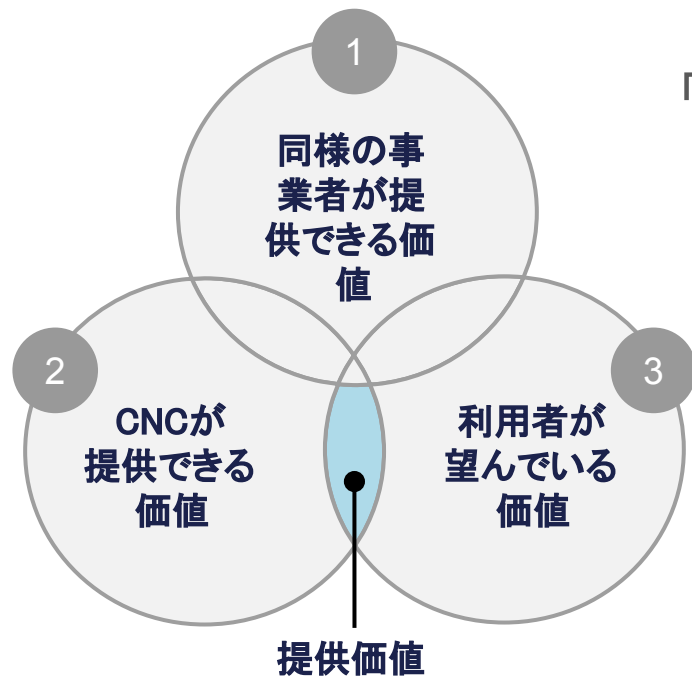 1
「
同様の事
業者が提
供できる価
値
2
3
CNCが
提供できる
価値
利用者が
望んでいる
価値
提供価値